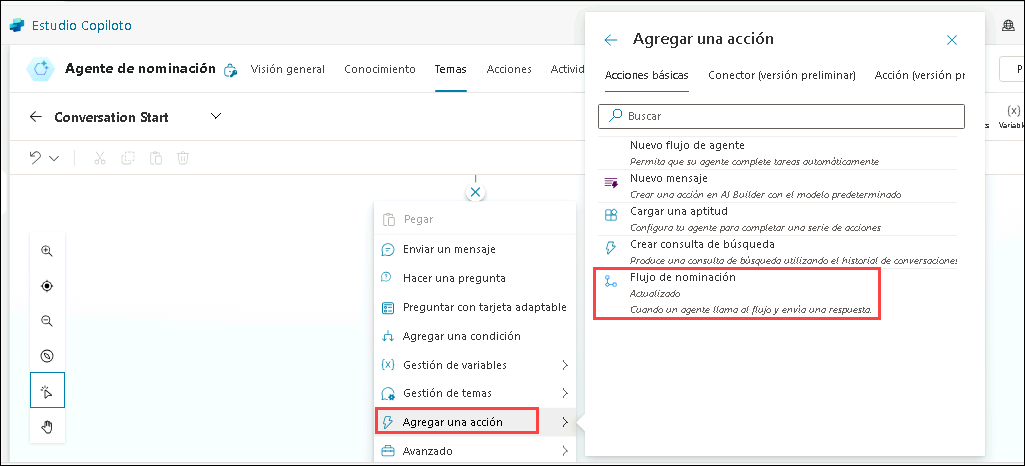 Estudio Copiloto
Agente de nominación
Visión general
Conocimiento
Temas
Acciones
Conversation Start
Pegar
Enviar un mensaje
Hacer una pregunta
Preguntar con tarjeta adaptable
Agregar una condición
Gestión de variables
Gestión de temas
Agregar una acción
Avanzado
Agregar una acción
Acciones básicas
Conector (versión preliminar)
Acción (versión pr
Buscar
Nuevo flujo de agente
Permita que su agente complete tareas automáticamente
Nuevo mensaje
Crear una acción en AI Builder con el modelo predeterminado
Cargar una aptitud
Configura tu agente para completar una serie de acciones
Crear consulta de búsqueda
Produce una consulta de búsqueda utilizando el historial de conversaciones
Flujo de nominación
Actualizado
Cuando un agente llama al flujo y envía una respuesta.
P
(x)